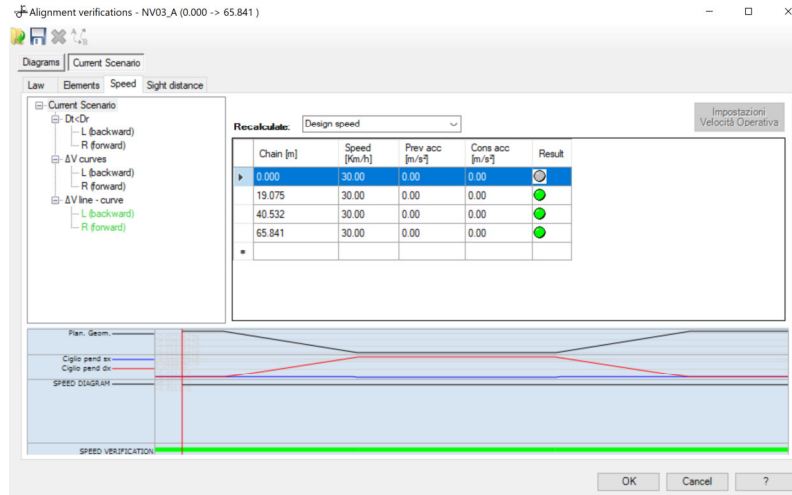 Alignment verifications - NV03_A (0.000 -> 65.841 )
Diagrams Current Scenario
Law Elements Speed Sight distance
Current Scenario
Dt<Dr
L (backward)
R (forward)
ΔV curves
L (backward)
R (forward)
ΔV line - curve
L (backward)
R (forward)
Recalculate: Design speed
Impostazioni
Velocità Operativa
Chain [m] Speed [Km/h] Prev acc [m/s²] Cons acc [m/s²] Result
0.000 30.00 0.00 0.00
19.075 30.00 0.00 0.00
40.532 30.00 0.00 0.00
65.841 30.00 0.00 0.00
Plan. Geom.
Ciglio pend sx
Ciglio pend dx
SPEED DIAGRAM
SPEED VERIFICATION
OK Cancel ?